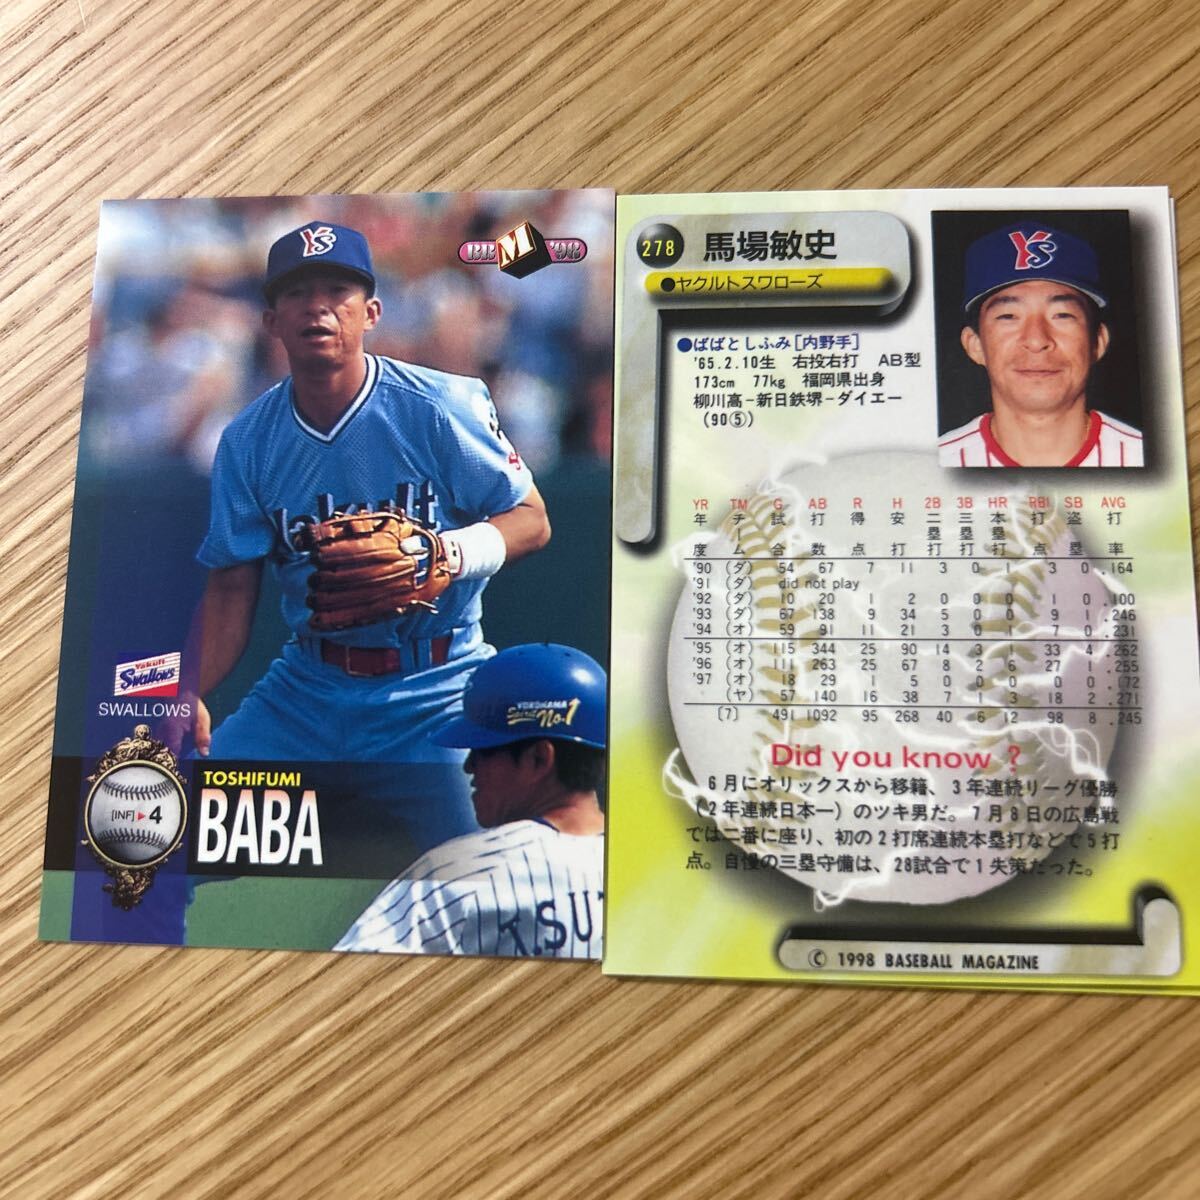 BB M '98
YS
Yakult
Yakult
Swallows
SWALLOWS
[INF] ▶ 4
TOSHIFUMI
BABA
YOKOHAMA
Spirit of No.1
T.SUZ
278 馬場敏史
●ヤクルトスワローズ
YS
●ばばとしふみ[内野手]
'65.2.10生 右投右打 AB型
173cm 77kg 福岡県出身
柳川高-新日鉄堺-ダイエー
(90⑤)
YR TM G AB R H 2B 3B HR RBI SB AVG
年度 チーム 試合 打数 得点 安打 二塁打 三塁打 本塁打 打点 盗塁 打率
'90 (ダ) 54 67 7 11 3 0 1 3 0 .164
'91 (ダ) did not play
'92 (ダ) 10 20 1 2 0 0 0 1 0 .100
'93 (ダ) 67 138 9 34 5 0 0 9 1 .246
'94 (オ) 59 91 11 21 3 0 1 7 0 .231
'95 (オ) 115 344 25 90 14 3 1 33 4 .262
'96 (オ) 111 263 25 67 8 2 6 27 1 .255
'97 (オ) 18 29 1 5 0 0 0 0 0 .172
(ヤ) 57 140 16 38 7 1 3 18 2 .271
[7] 491 1092 95 268 40 6 12 98 8 .245
Did you know ?
6月にオリックスから移籍、3年連続リーグ優勝
(2年連続日本一)のツキ男だ。7月8日の広島戦
では二番に座り、初の2打席連続本塁打などで5打
点。自慢の三塁守備は、28試合で1失策だった。
© 1998 BASEBALL MAGAZINE